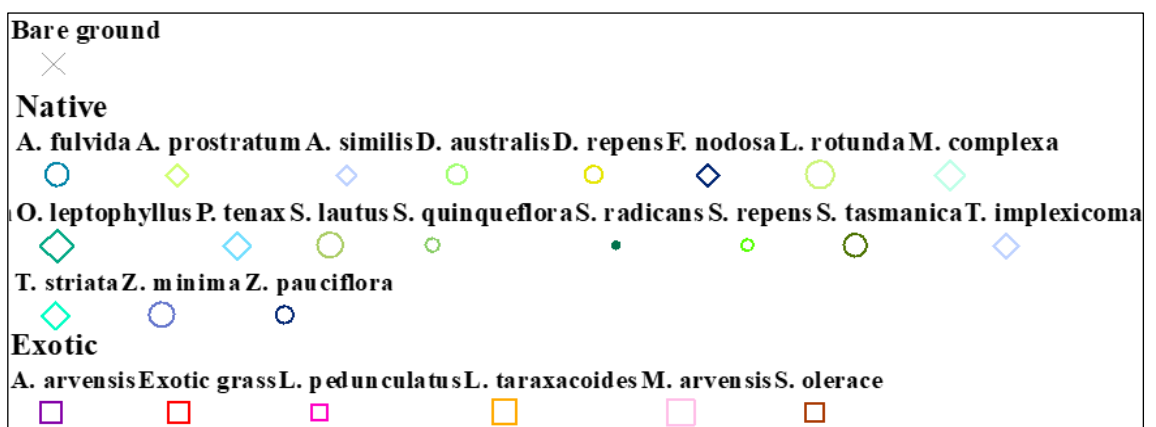 Bare ground
Native
A. fulvida A. prostratum A. similis D. australis D. repens F. nodosa L. rotunda M. complexa
O. leptophyllus P. tenax S. lautus S. quinqueflora S. radicans S. repens S. tasmanica T. implexicoma
T. striata Z. minima Z. pauciflora
Exotic
A. arvensis Exotic grass L. pedunculatus L. taraxacoides M. arvensis S. olerace